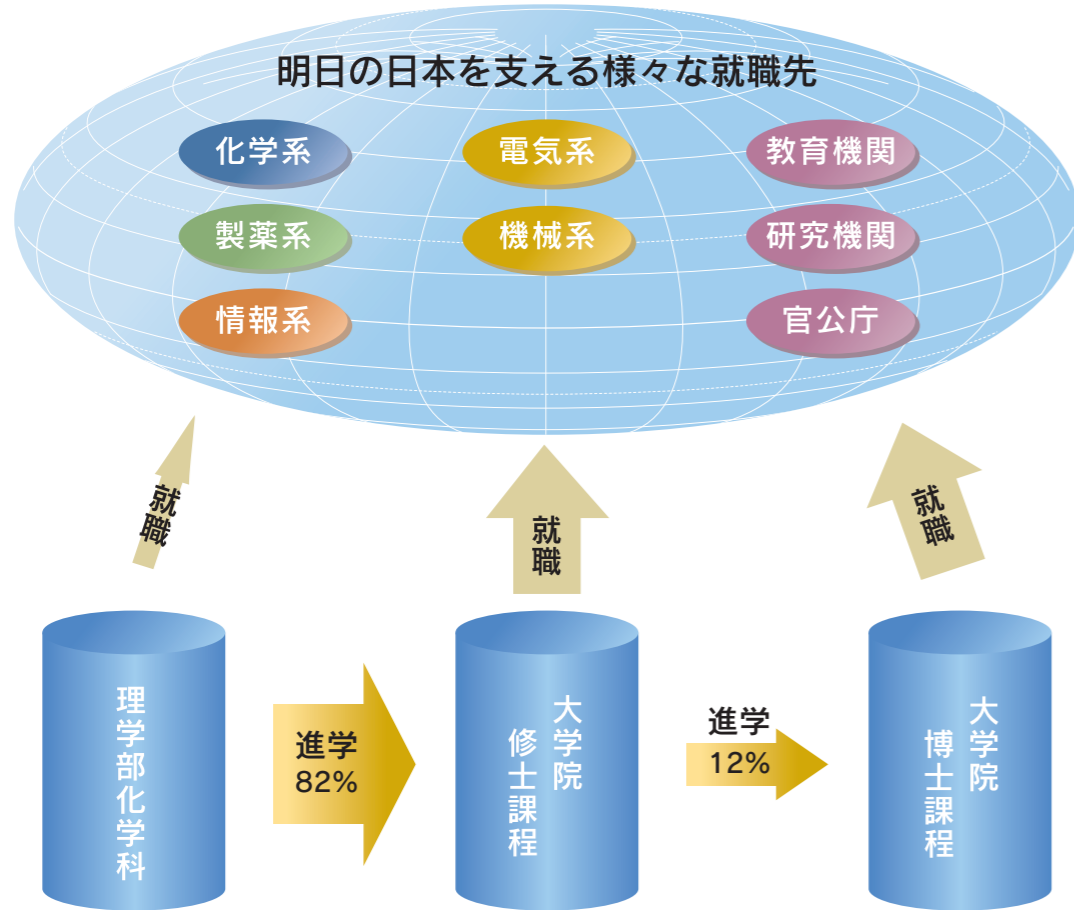 明日の日本を支える様々な就職先
化学系
電気系
教育機関
製薬系
機械系
研究機関
情報系
官公庁
就職
就職
就職
理学部化学科
進学
82%
大学院
修士課程
進学
12%
大学院
博士課程